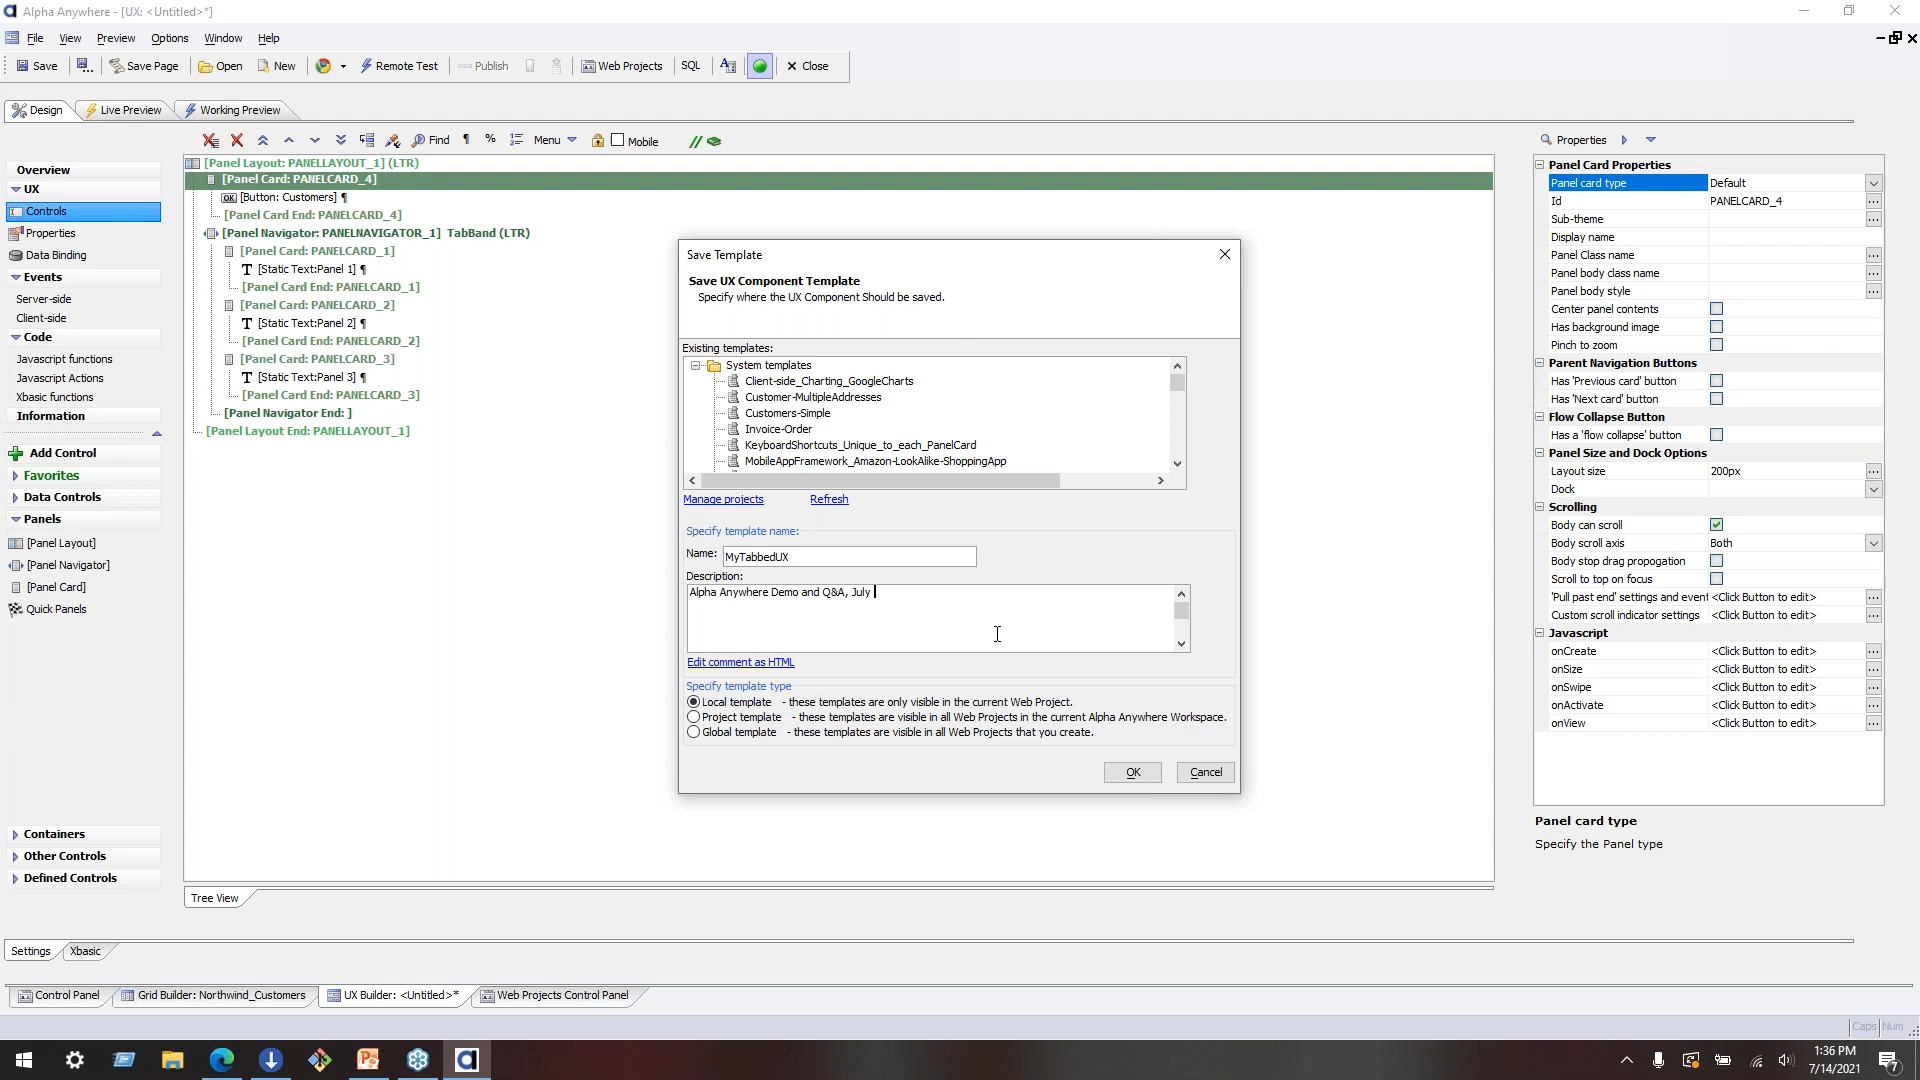 Alpha Anywhere - [UX: <Untitled>*]
File View Preview Options Window Help
Save Save Page Open New Remote Test Publish Web Projects SQL Close
Design Live Preview Working Preview
Find ¶ % Menu Mobile
Properties
Overview
UX
Controls
Properties
Data Binding
Events
Server-side
Client-side
Code
Javascript functions
Javascript Actions
Xbasic functions
Information
Add Control
Favorites
Data Controls
Panels
[Panel Layout]
[Panel Navigator]
[Panel Card]
Quick Panels
Containers
Other Controls
Defined Controls
[Panel Layout: PANELLAYOUT_1] (LTR)
[Panel Card: PANELCARD_4]
OK [Button: Customers] ¶
[Panel Card End: PANELCARD_4]
[Panel Navigator: PANELNAVIGATOR_1] TabBand (LTR)
[Panel Card: PANELCARD_1]
T [Static Text:Panel 1] ¶
[Panel Card End: PANELCARD_1]
[Panel Card: PANELCARD_2]
T [Static Text:Panel 2] ¶
[Panel Card End: PANELCARD_2]
[Panel Card: PANELCARD_3]
T [Static Text:Panel 3] ¶
[Panel Card End: PANELCARD_3]
[Panel Navigator End: ]
[Panel Layout End: PANELLAYOUT_1]
Tree View
Save Template
Save UX Component Template
Specify where the UX Component Should be saved.
Existing templates:
System templates
Client-side_Charting_GoogleCharts
Customer-MultipleAddresses
Customers-Simple
Invoice-Order
KeyboardShortcuts_Unique_to_each_PanelCard
MobileAppFramework_Amazon-LookAlike-ShoppingApp
Manage projects Refresh
Specify template name:
Name: MyTabbedUX
Description:
Alpha Anywhere Demo and Q&A, July
Edit comment as HTML
Specify template type
Local template - these templates are only visible in the current Web Project.
Project template - these templates are visible in all Web Projects in the current Alpha Anywhere Workspace.
Global template - these templates are visible in all Web Projects that you create.
OK Cancel
Panel Card Properties
Panel card type Default
Id PANELCARD_4
Sub-theme
Display name
Panel Class name
Panel body class name
Panel body style
Center panel contents
Has background image
Pinch to zoom
Parent Navigation Buttons
Has 'Previous card' button
Has 'Next card' button
Flow Collapse Button
Has a 'flow collapse' button
Panel Size and Dock Options
Layout size 200px
Dock
Scrolling
Body can scroll
Body scroll axis Both
Body stop drag propogation
Scroll to top on focus
'Pull past end' settings and event <Click Button to edit>
Custom scroll indicator settings <Click Button to edit>
Javascript
onCreate <Click Button to edit>
onSize <Click Button to edit>
onSwipe <Click Button to edit>
onActivate <Click Button to edit>
onView <Click Button to edit>
Panel card type
Specify the Panel type
Settings Xbasic
Control Panel Grid Builder: Northwind_Customers UX Builder: <Untitled>* Web Projects Control Panel
Caps Num
1:36 PM
7/14/2021
7